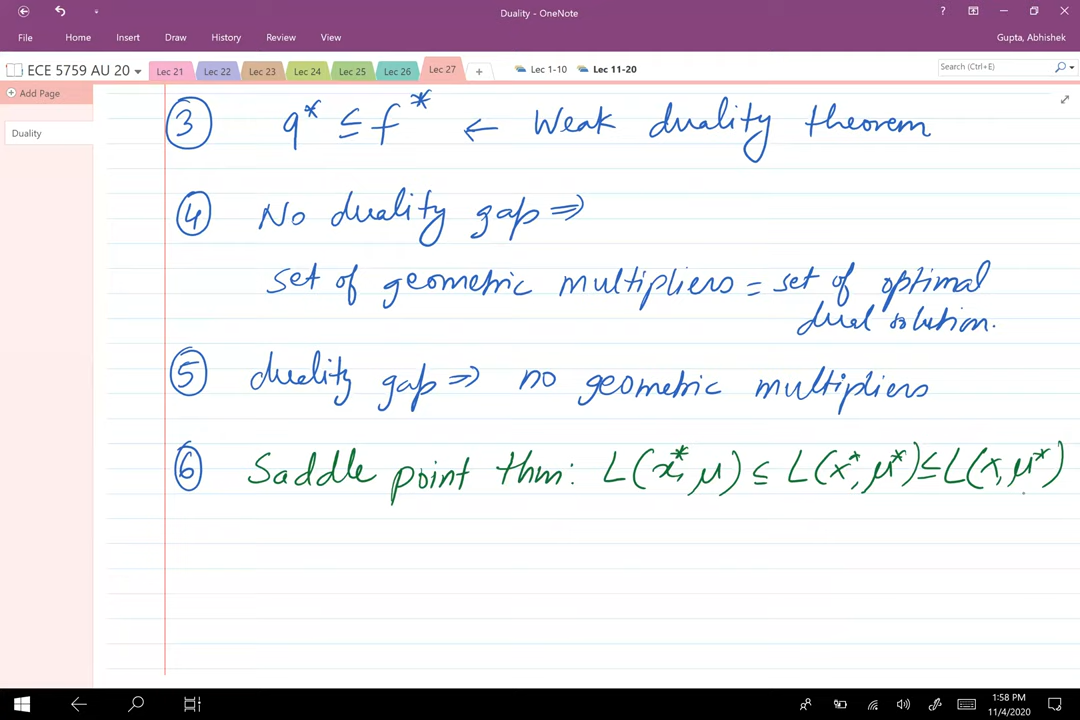 Duality - OneNote
Gupta, Abhishek
File Home Insert Draw History Review View
ECE 5759 AU 20 Lec 21 Lec 22 Lec 23 Lec 24 Lec 25 Lec 26 Lec 27 Lec 1-10 Lec 11-20 Search (Ctrl+E)
Add Page
Duality
③ q* ≤ f* ← Weak duality theorem
④ No duality gap ⇒
set of geometric multipliers = set of optimal
dual solution.
⑤ duality gap ⇒ no geometric multipliers
⑥ Saddle point thm: L(x*, μ) ≤ L(x*, μ*) ≤ L(x, μ*)
1:58 PM
11/4/2020